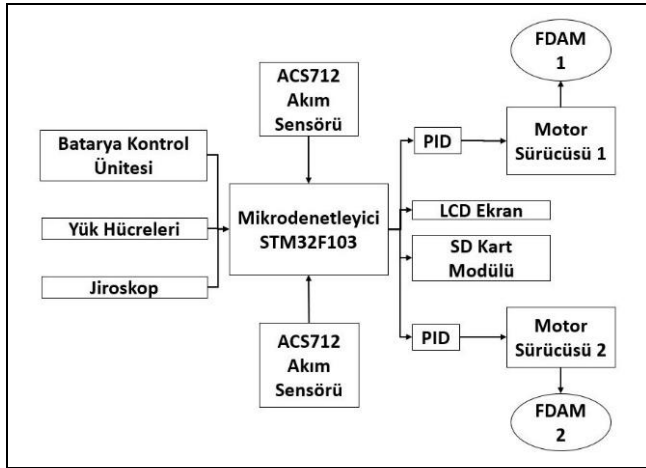 FDAM
1
ACS712
Akım
Sensörü
Batarya Kontrol
Ünitesi
PID
Motor
Sürücüsü 1
Yük Hücreleri
Mikrodenetleyici
STM32F103
LCD Ekran
SD Kart
Modülü
Jiroskop
ACS712
Akım
Sensörü
PID
Motor
Sürücüsü 2
FDAM
2